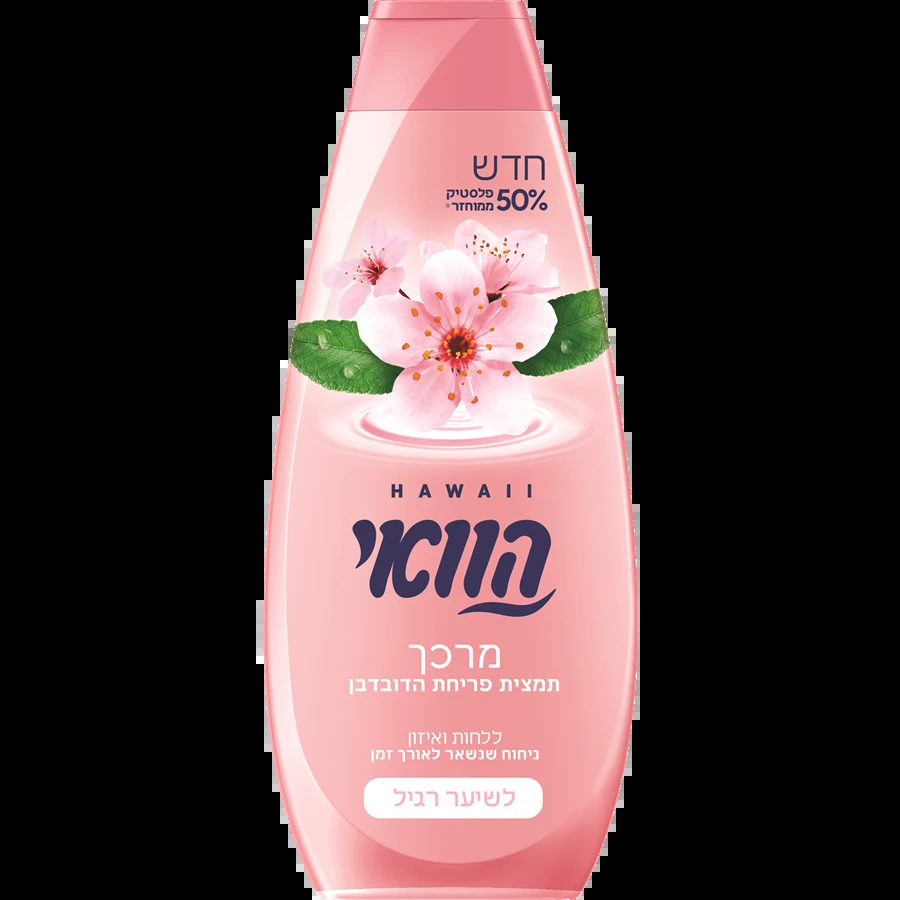 חדש
50% פלסטיק
ממוחזר*
HAWAII
הוואי
מרכך
תמצית פריחת הדובדבן
ללחות ואיזון
ניחוח שנשאר לאורך זמן
לשיער רגיל